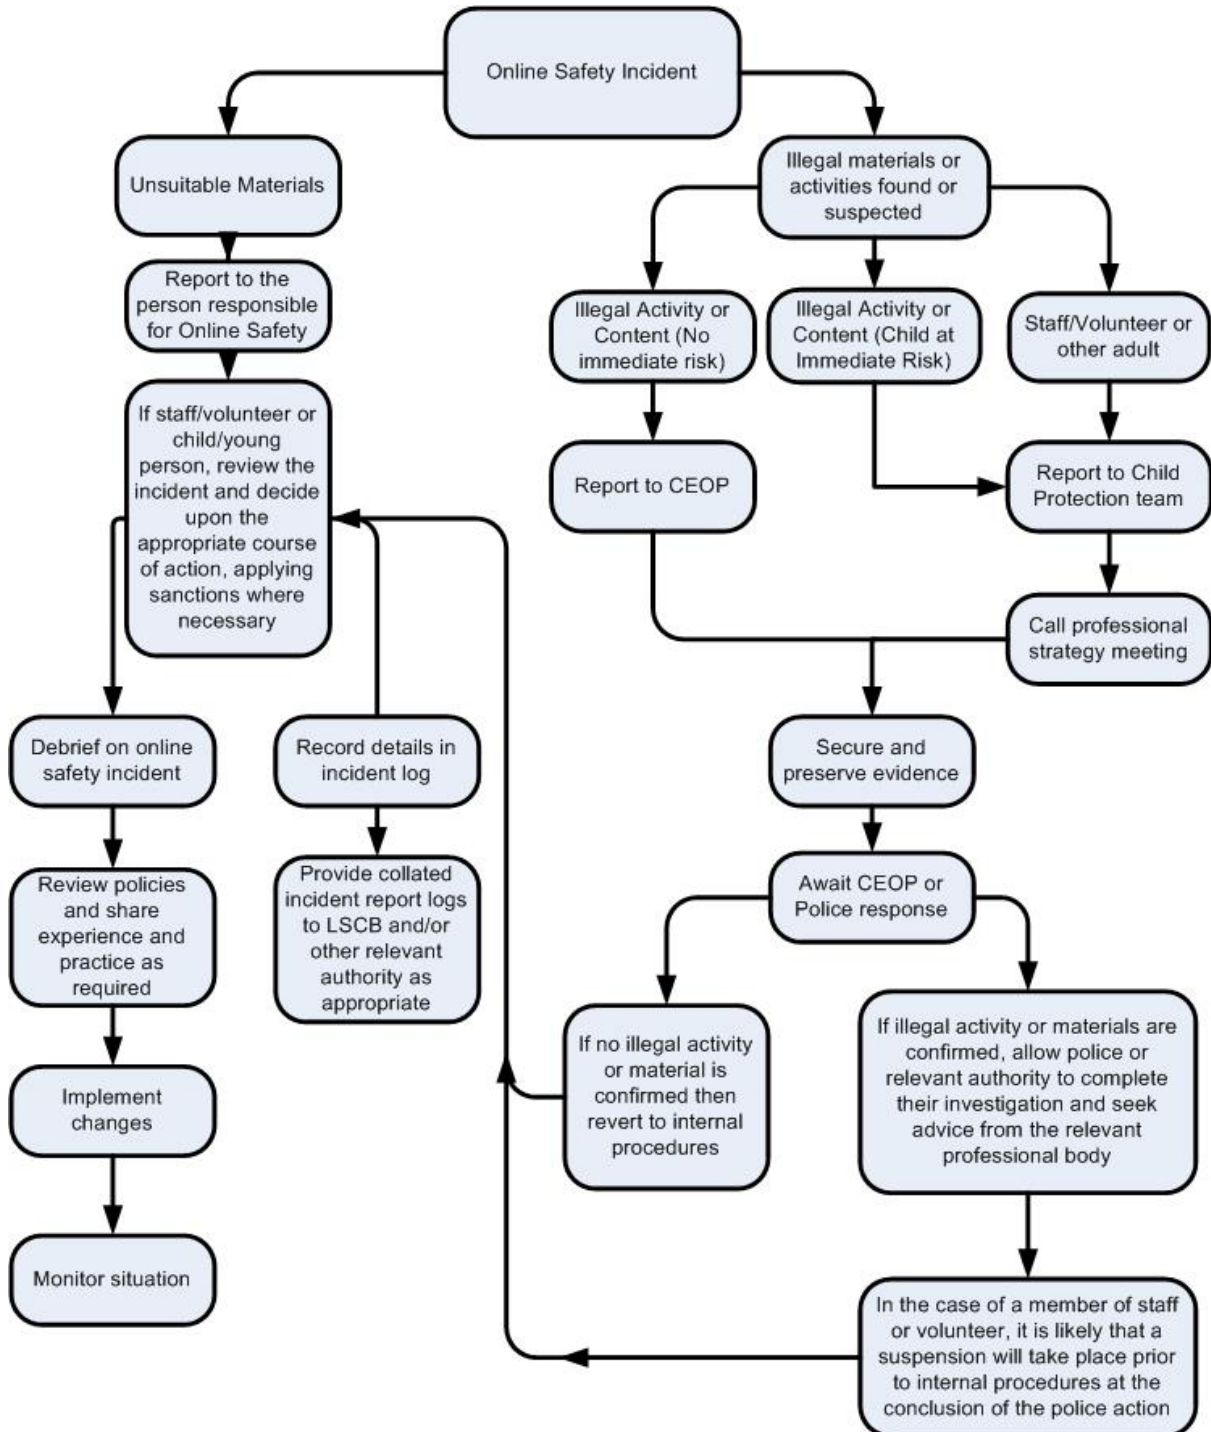 Online Safety Incident
Unsuitable Materials
Illegal materials or
activities found or
suspected
Report to the
person responsible
for Online Safety
Illegal Activity or
Content (No
immediate risk)
Illegal Activity or
Content (Child at
Immediate Risk)
Staff/Volunteer or
other adult
If staff/volunteer or
child/young
person, review the
incident and decide
upon the
appropriate course
of action, applying
sanctions where
necessary
Report to CEOP
Report to Child
Protection team
Call professional
strategy meeting
Debrief on online
safety incident
Record details in
incident log
Secure and
preserve evidence
Review policies
and share
experience and
practice as
required
Provide collated
incident report logs
to LSCB and/or
other relevant
authority as
appropriate
Await CEOP or
Police response
If no illegal activity
or material is
confirmed then
revert to internal
procedures
If illegal activity or materials are
confirmed, allow police or
relevant authority to complete
their investigation and seek
advice from the relevant
professional body
Implement
changes
Monitor situation
In the case of a member of staff
or volunteer, it is likely that a
suspension will take place prior
to internal procedures at the
conclusion of the police action